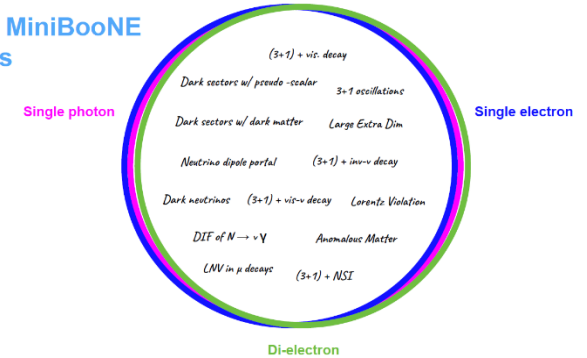 MiniBooNE
s
(3+1) + vis. decay
Dark sectors w/ pseudo -scalar
3+1 oscillations
Single photon
Single electron
Dark sectors w/ dark matter
Large Extra Dim
Neutrino dipole portal
(3+1) + inv-ν decay
Dark neutrinos
(3+1) + vis-ν decay
Lorentz Violation
DIF of N → ν γ
Anomalous Matter
LNV in μ decays
(3+1) + NSI
Di-electron